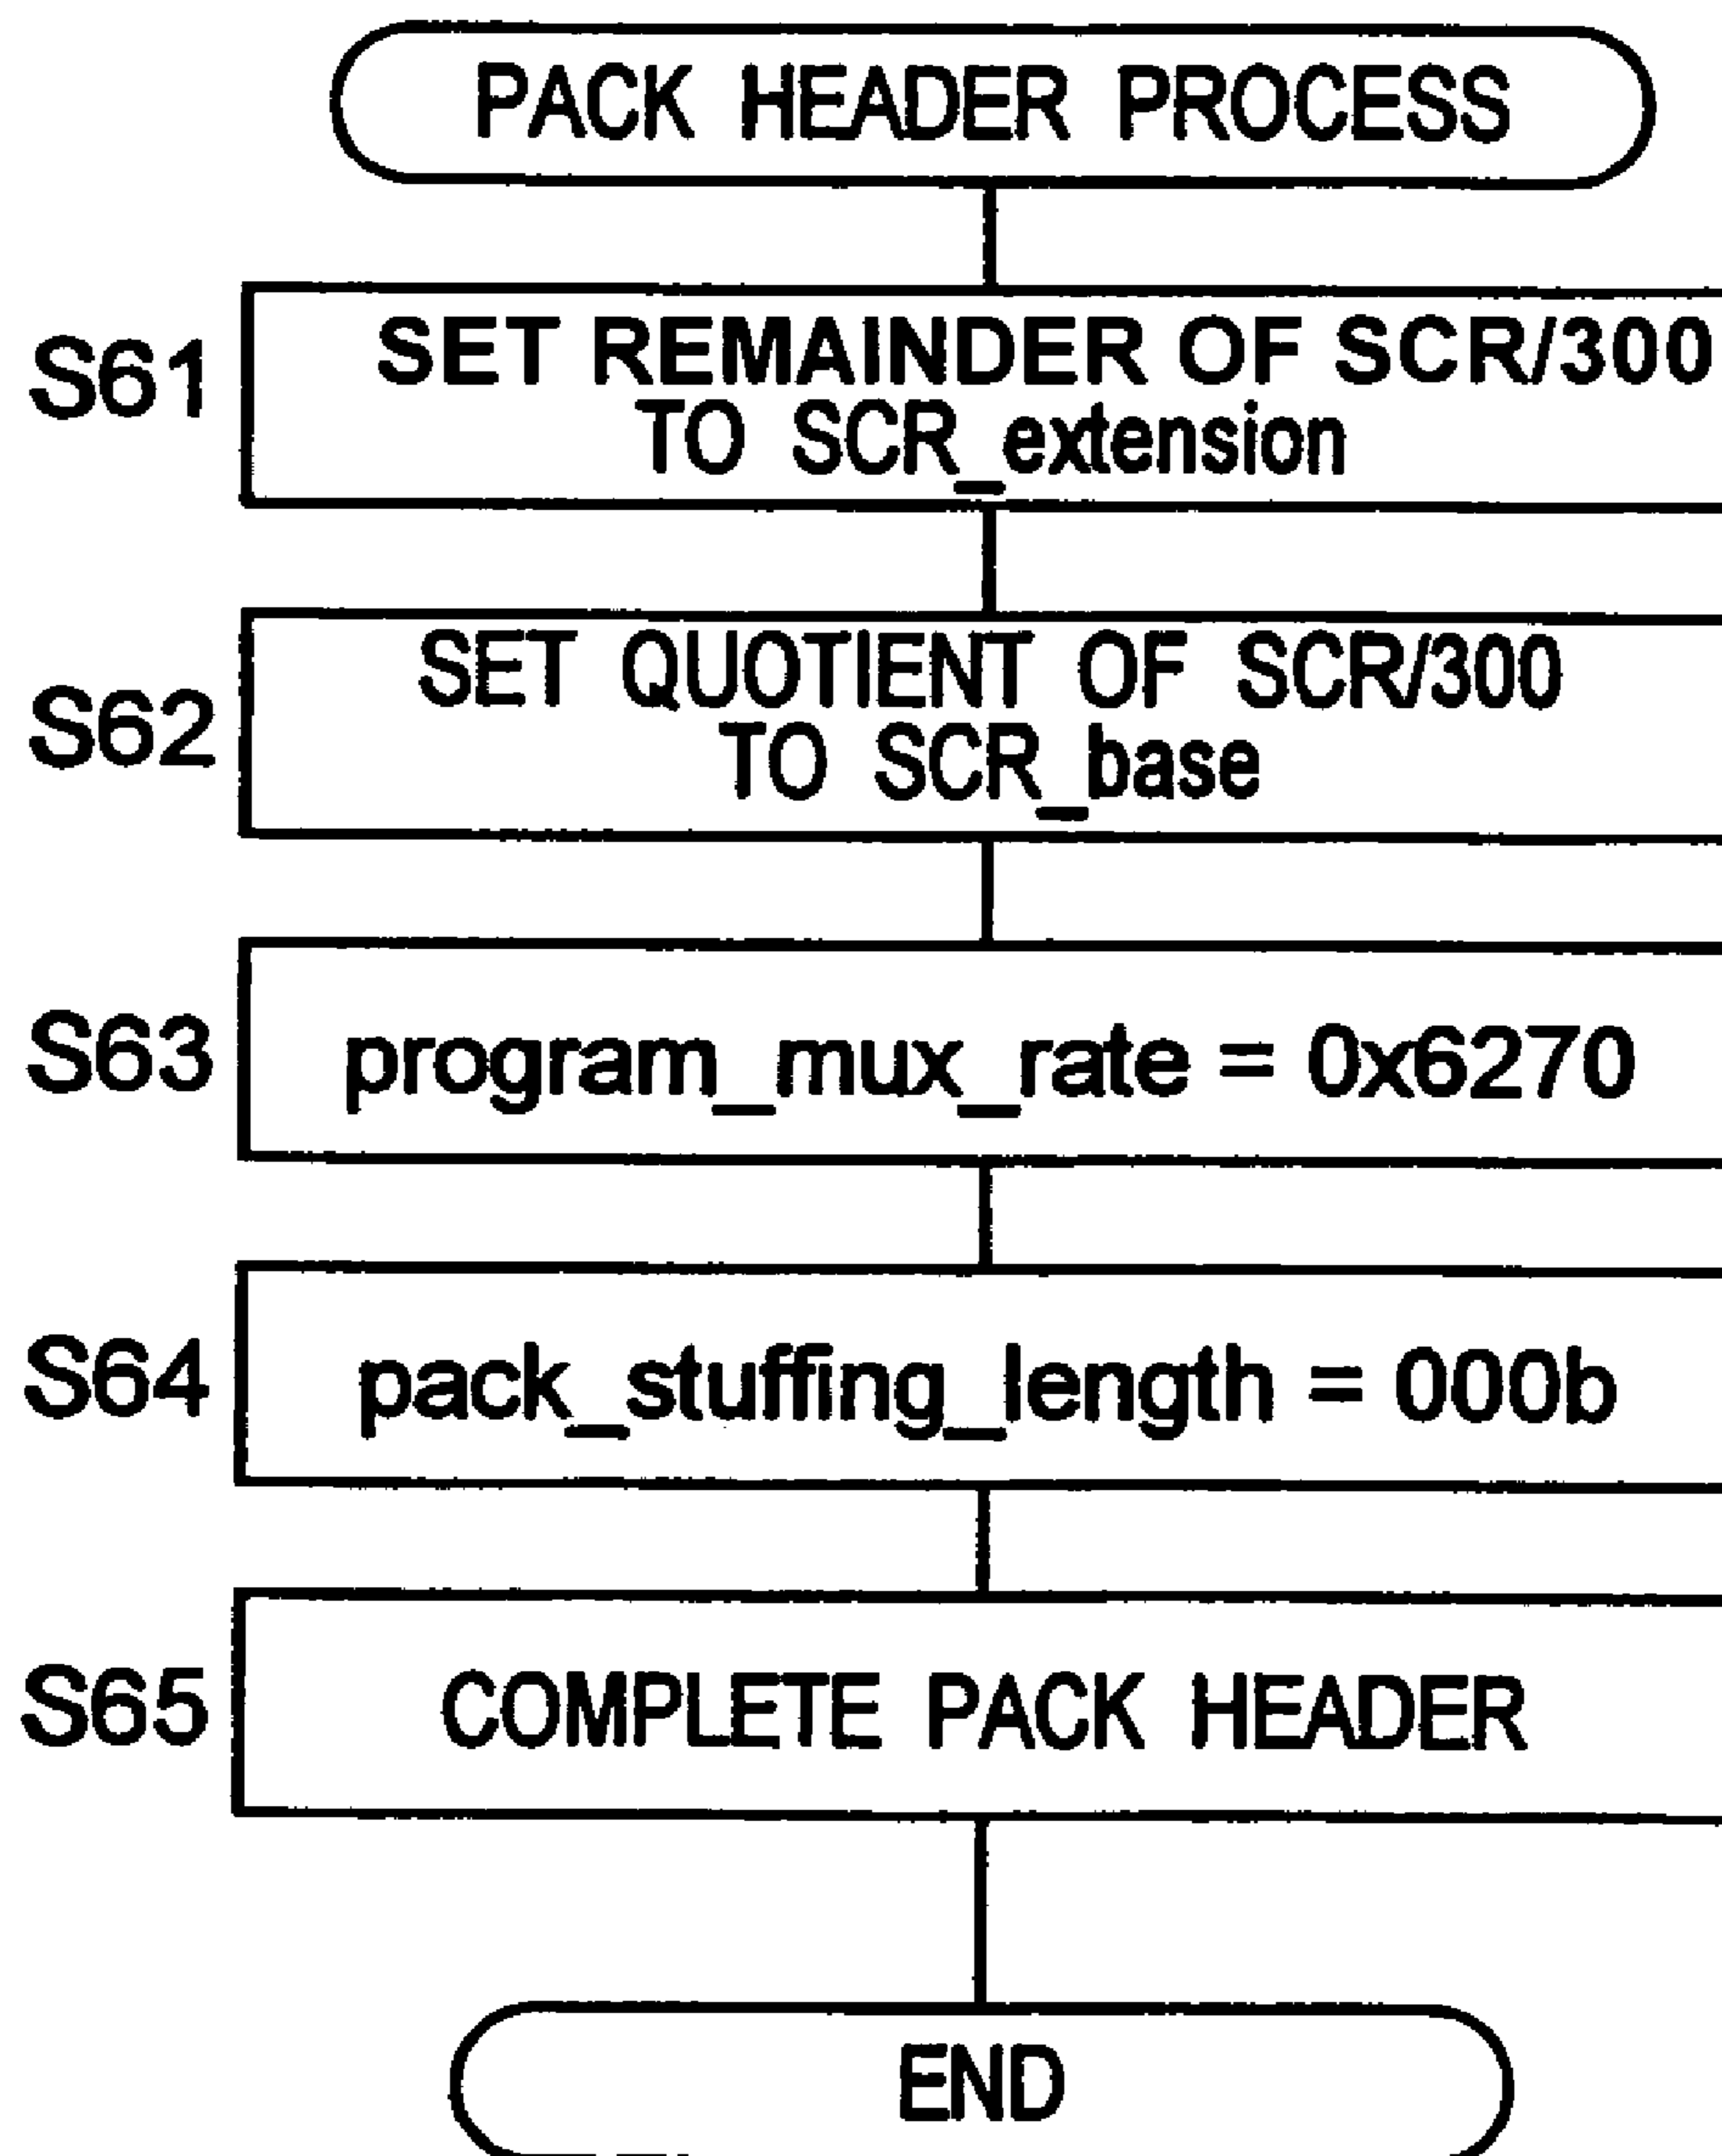 PACK HEADER PROCESS
S61
SET REMAINDER OF SCR/300
TO SCR_extension
S62
SET QUOTIENT OF SCR/300
TO SCR_base
S63
program_mux_rate = 0x6270
S64
pack_stuffing_length = 000b
S65
COMPLETE PACK HEADER
END